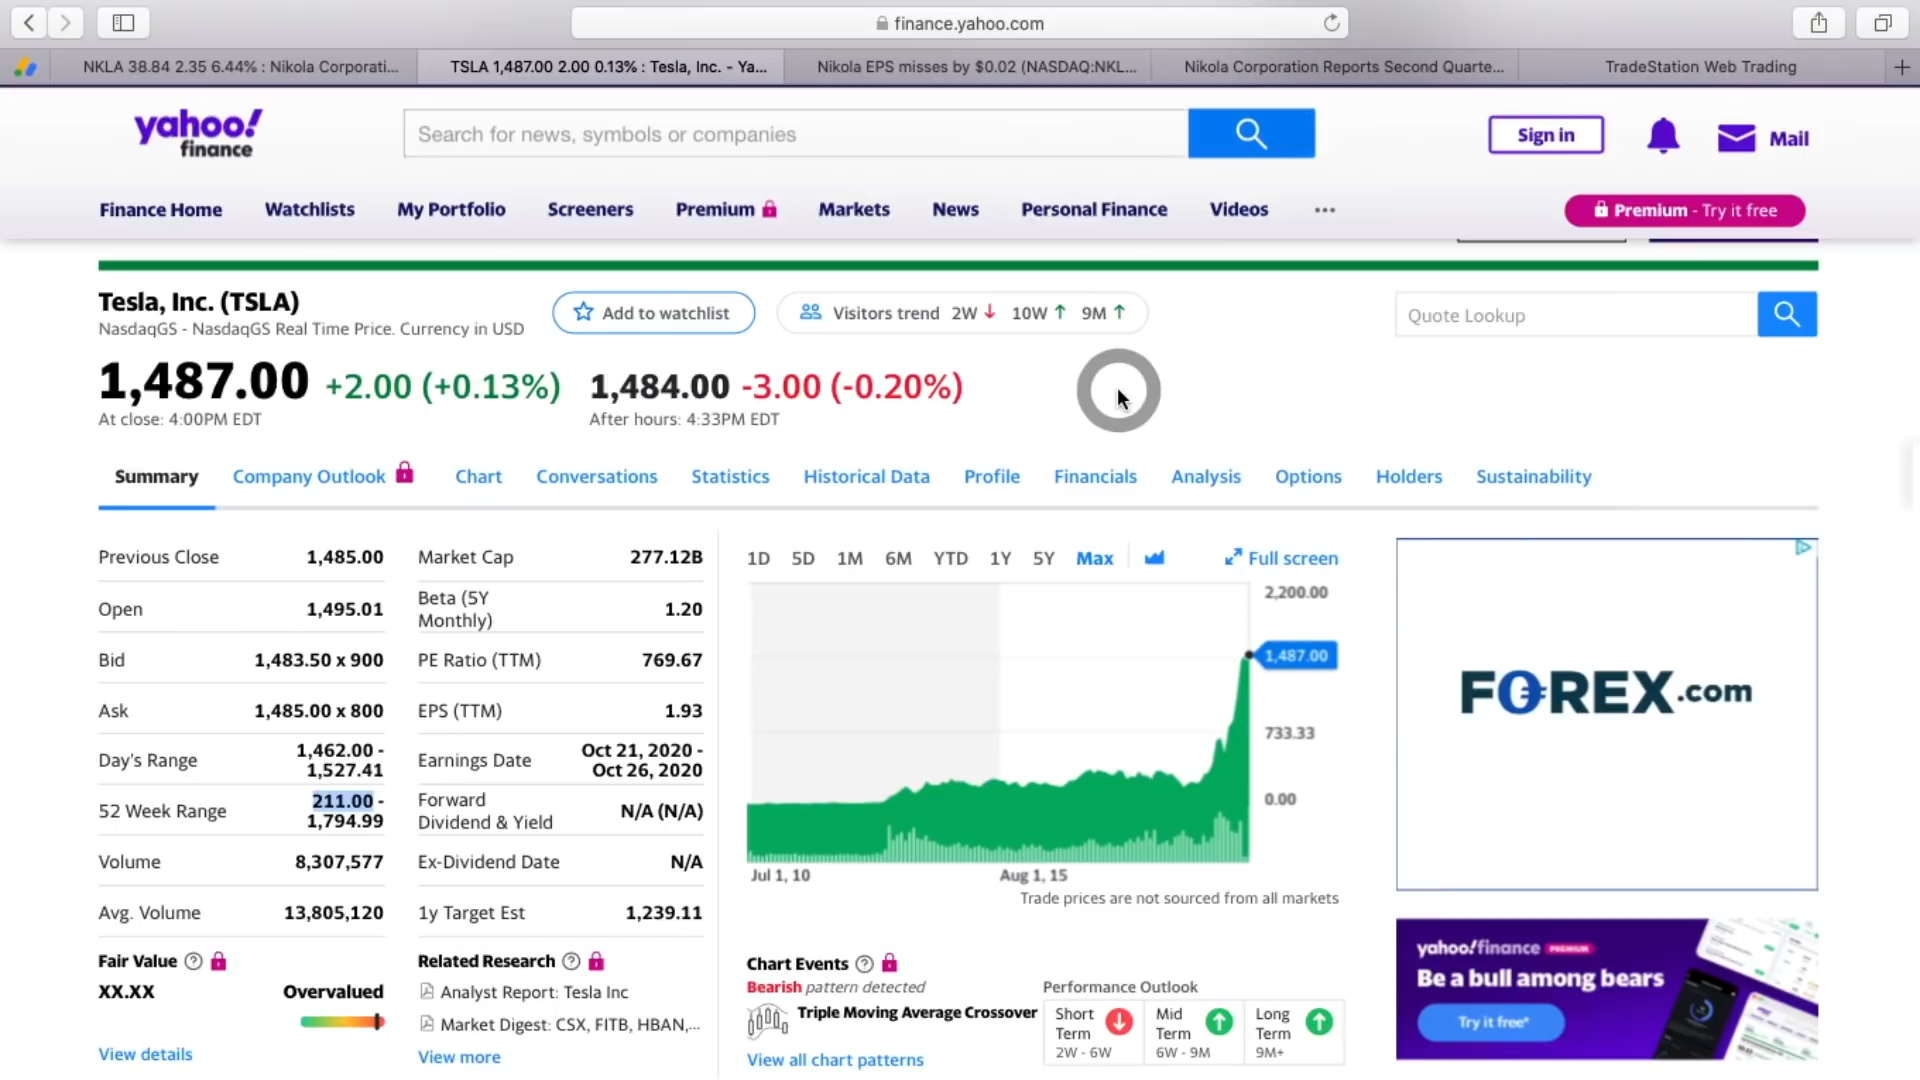 finance.yahoo.com
NKLA 38.84 2.35 6.44% : Nikola Corporati...
TSLA 1,487.00 2.00 0.13% : Tesla, Inc. - Ya...
Nikola EPS misses by $0.02 (NASDAQ:NKL...
Nikola Corporation Reports Second Quarte...
TradeStation Web Trading
yahoo!
finance
Search for news, symbols or companies
Sign in
Mail
Finance Home
Watchlists
My Portfolio
Screeners
Premium
Markets
News
Personal Finance
Videos
Premium - Try it free
Tesla, Inc. (TSLA)
NasdaqGS - NasdaqGS Real Time Price. Currency in USD
Add to watchlist
Visitors trend 2W ↓ 10W ↑ 9M ↑
Quote Lookup
1,487.00 +2.00 (+0.13%)
At close: 4:00PM EDT
1,484.00 -3.00 (-0.20%)
After hours: 4:33PM EDT
Summary
Company Outlook
Chart
Conversations
Statistics
Historical Data
Profile
Financials
Analysis
Options
Holders
Sustainability
Previous Close 1,485.00
Open 1,495.01
Bid 1,483.50 x 900
Ask 1,485.00 x 800
Day's Range 1,462.00 -
1,527.41
52 Week Range 211.00 -
1,794.99
Volume 8,307,577
Avg. Volume 13,805,120
Market Cap 277.12B
Beta (5Y
Monthly) 1.20
PE Ratio (TTM) 769.67
EPS (TTM) 1.93
Earnings Date Oct 21, 2020 -
Oct 26, 2020
Forward
Dividend & Yield N/A (N/A)
Ex-Dividend Date N/A
1y Target Est 1,239.11
1D 5D 1M 6M YTD 1Y 5Y Max
Full screen
2,200.00
1,487.00
733.33
0.00
Jul 1, 10
Aug 1, 15
Trade prices are not sourced from all markets
FOREX.com
Fair Value
XX.XX Overvalued
View details
Related Research
Analyst Report: Tesla Inc
Market Digest: CSX, FITB, HBAN,...
View more
Chart Events
Bearish pattern detected
Triple Moving Average Crossover
View all chart patterns
Performance Outlook
Short
Term
2W - 6W
Mid
Term
6W - 9M
Long
Term
9M+
yahoo!finance PREMIUM
Be a bull among bears
Try it free*